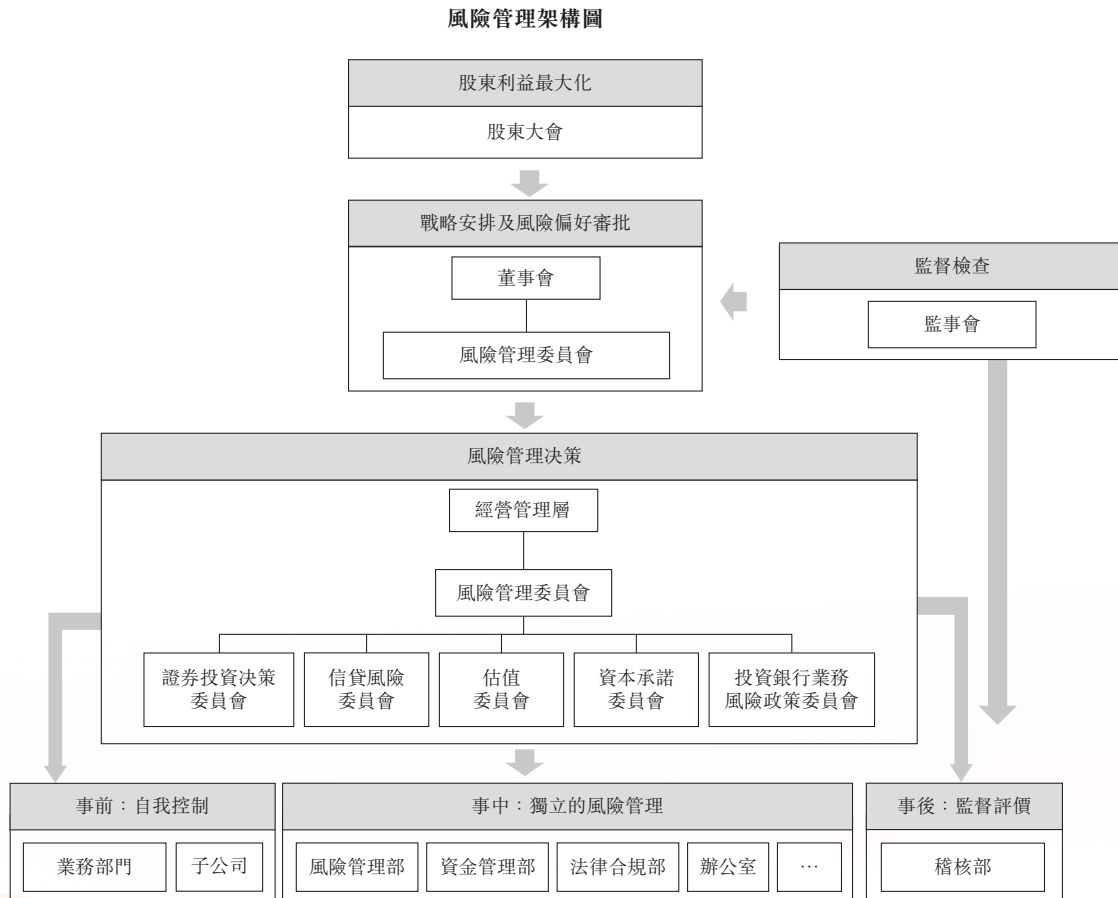 風險管理架構圖
股東利益最大化
股東大會
戰略安排及風險偏好審批
董事會
風險管理委員會
監督檢查
監事會
風險管理決策
經營管理層
風險管理委員會
證券投資決策
委員會
信貸風險
委員會
估值
委員會
資本承諾
委員會
投資銀行業務
風險政策委員會
事前：自我控制
業務部門
子公司
事中：獨立的風險管理
風險管理部
資金管理部
法律合規部
辦公室
…
事後：監督評價
稽核部